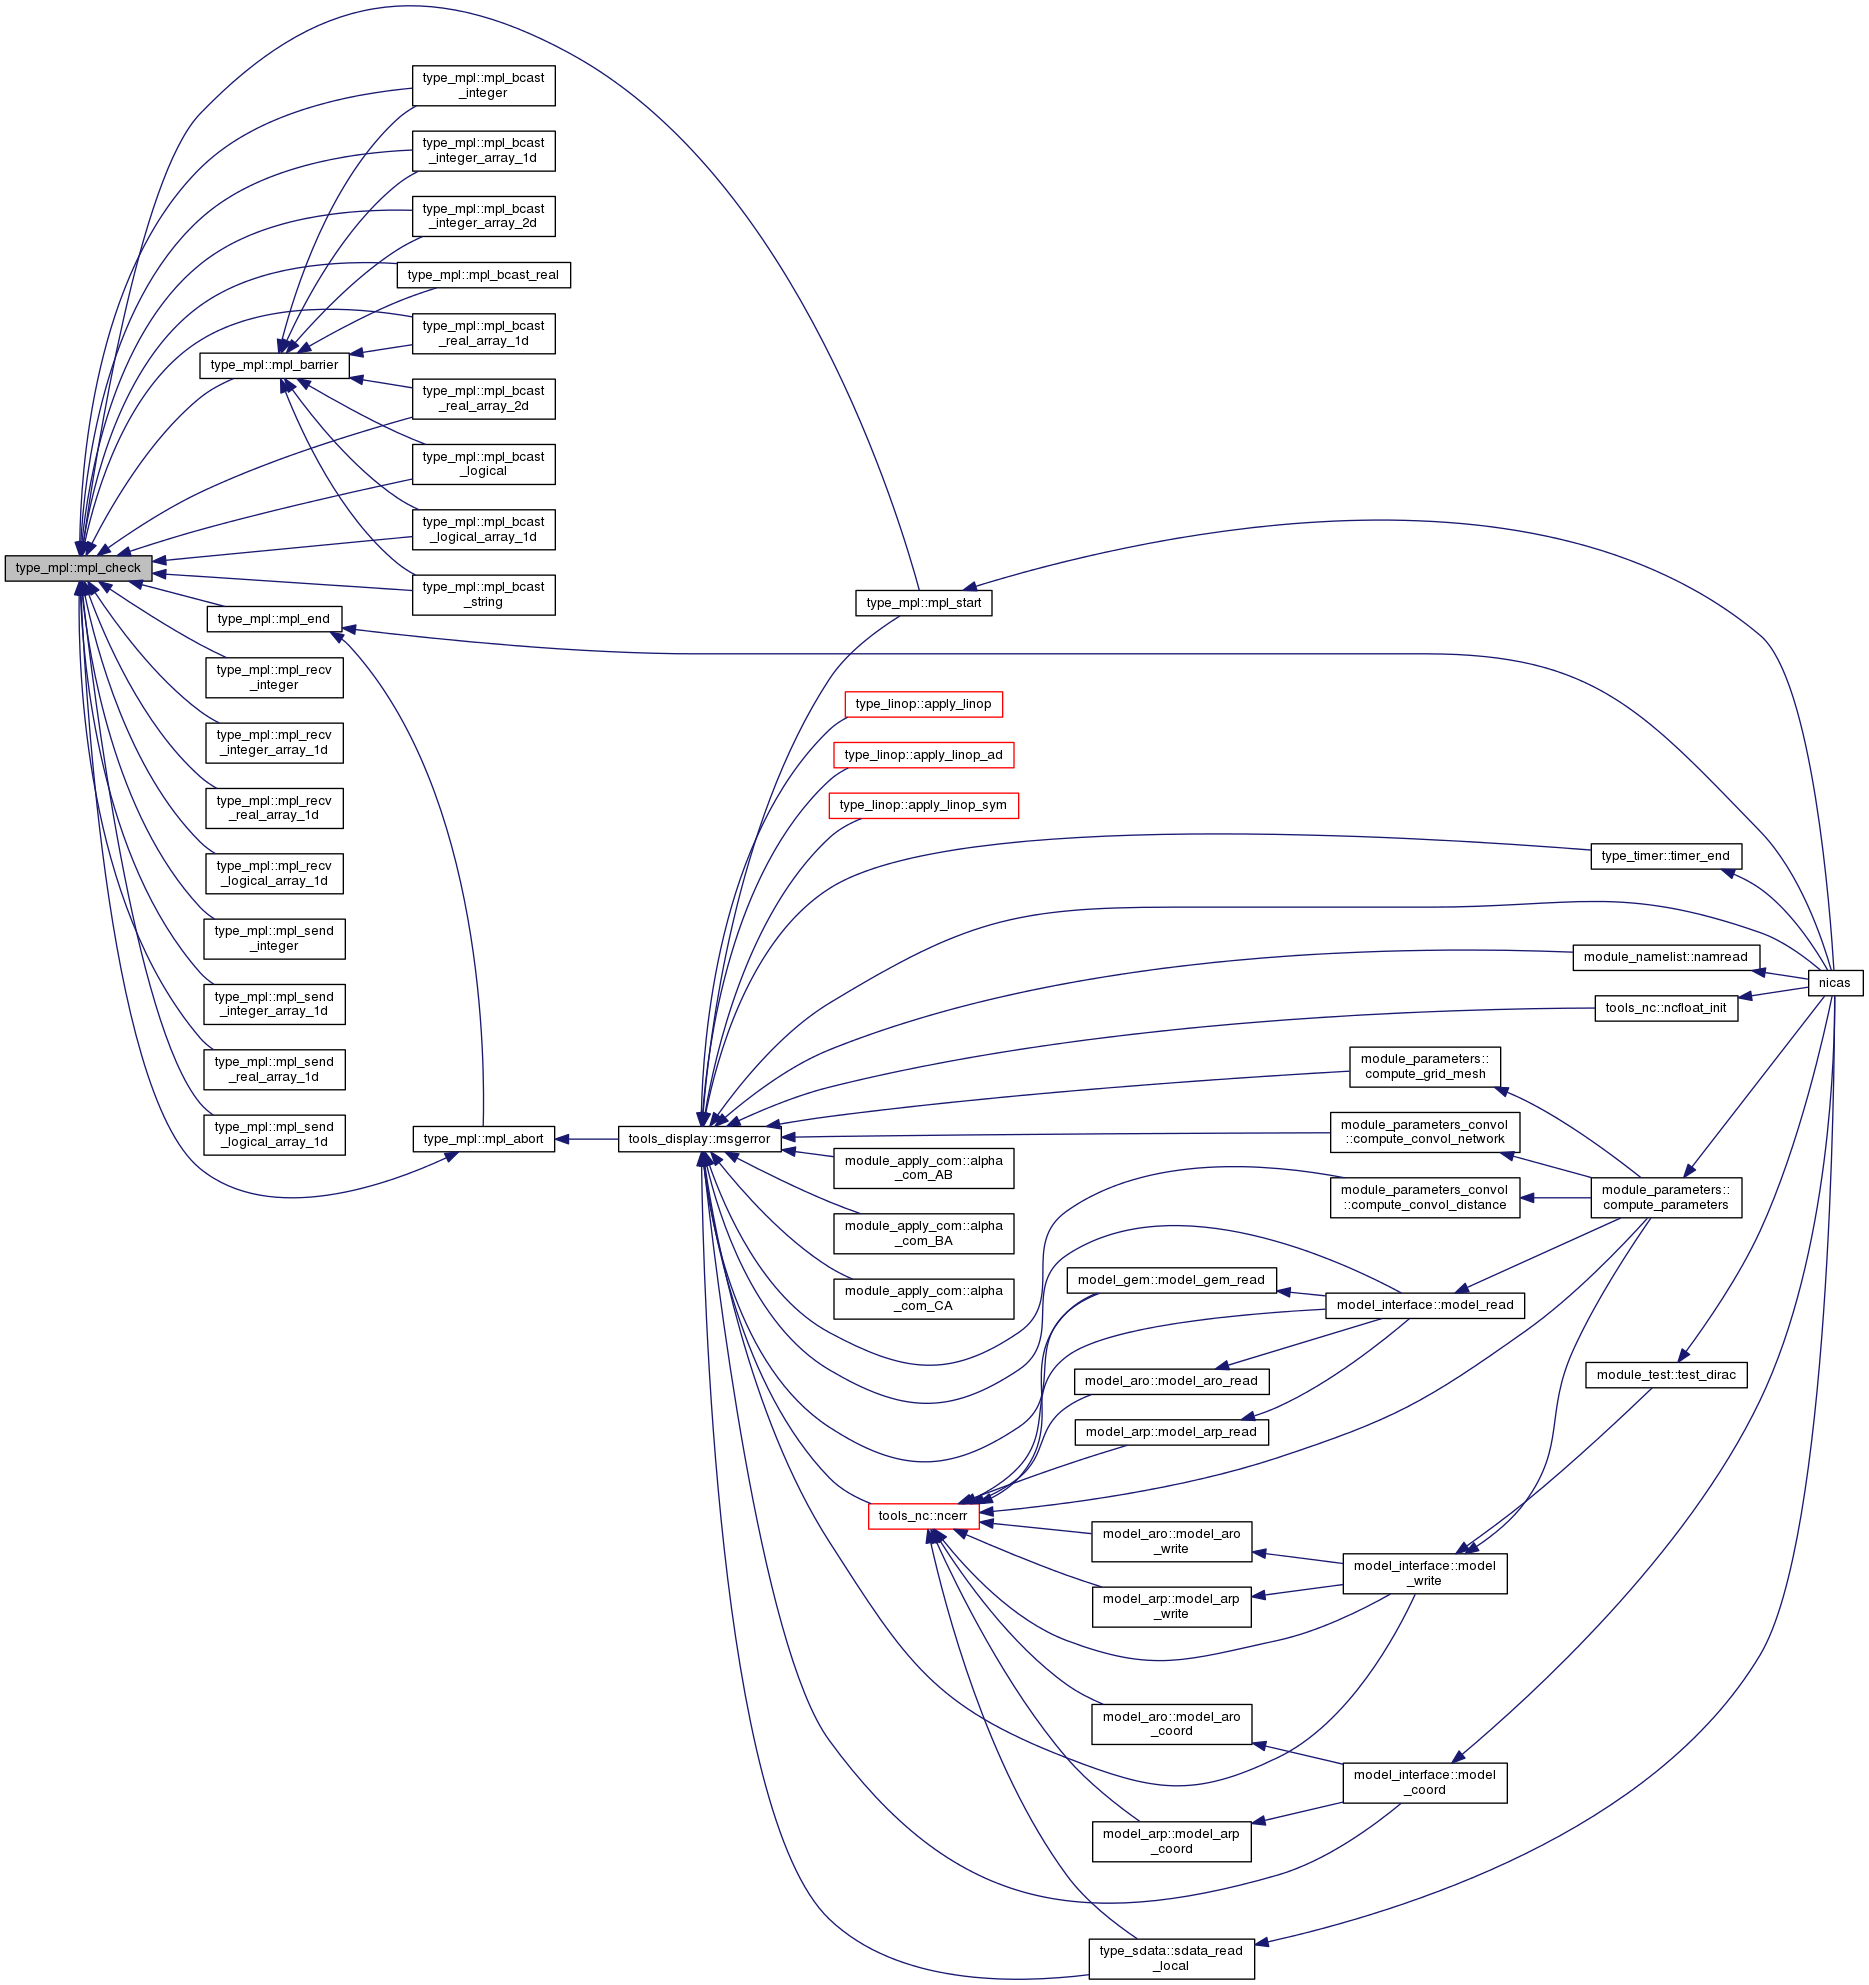 type_mpl::mpl_check
type_mpl::mpl_barrier
type_mpl::mpl_end
type_mpl::mpl_recv
_integer
type_mpl::mpl_recv
_integer_array_1d
type_mpl::mpl_recv
_real_array_1d
type_mpl::mpl_recv
_logical_array_1d
type_mpl::mpl_send
_integer
type_mpl::mpl_send
_integer_array_1d
type_mpl::mpl_send
_real_array_1d
type_mpl::mpl_send
_logical_array_1d
type_mpl::mpl_bcast
_integer
type_mpl::mpl_bcast
_integer_array_1d
type_mpl::mpl_bcast
_integer_array_2d
type_mpl::mpl_bcast_real
type_mpl::mpl_bcast
_real_array_1d
type_mpl::mpl_bcast
_real_array_2d
type_mpl::mpl_bcast
_logical
type_mpl::mpl_bcast
_logical_array_1d
type_mpl::mpl_bcast
_string
type_mpl::mpl_abort
tools_display::msgerror
type_mpl::mpl_start
type_linop::apply_linop
type_linop::apply_linop_ad
type_linop::apply_linop_sym
module_apply_com::alpha
_com_AB
module_apply_com::alpha
_com_BA
module_apply_com::alpha
_com_CA
tools_nc::ncerr
model_gem::model_gem_read
model_aro::model_aro_read
model_arp::model_arp_read
model_aro::model_aro
_write
model_arp::model_arp
_write
model_aro::model_aro
_coord
model_arp::model_arp
_coord
type_sdata::sdata_read
_local
module_parameters::
compute_grid_mesh
module_parameters_convol
::compute_convol_network
module_parameters_convol
::compute_convol_distance
model_interface::model_read
model_interface::model
_write
model_interface::model
_coord
type_timer::timer_end
module_namelist::namread
tools_nc::ncfloat_init
module_parameters::
compute_parameters
module_test::test_dirac
nicas